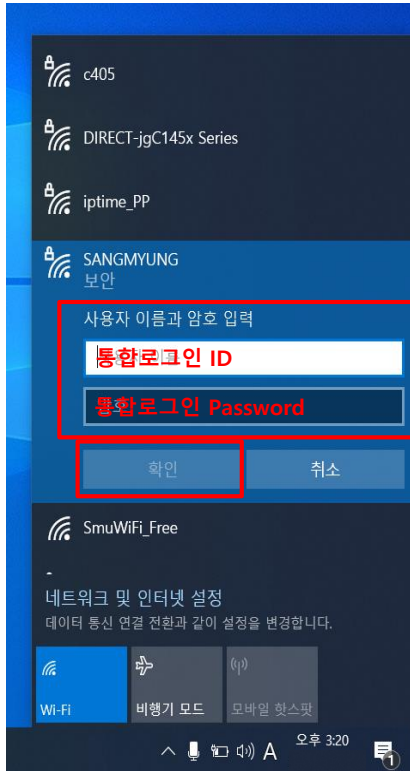 c405
DIRECT-jgC145x Series
iptime_PP
SANGMYUNG
보안
사용자 이름과 암호 입력
통합로그인 ID
통합로그인 Password
확인
취소
SmuWiFi_Free
네트워크 및 인터넷 설정
데이터 통신 연결 전환과 같이 설정을 변경합니다.
Wi-Fi
비행기 모드
모바일 핫스팟
A
오후 3:20
1